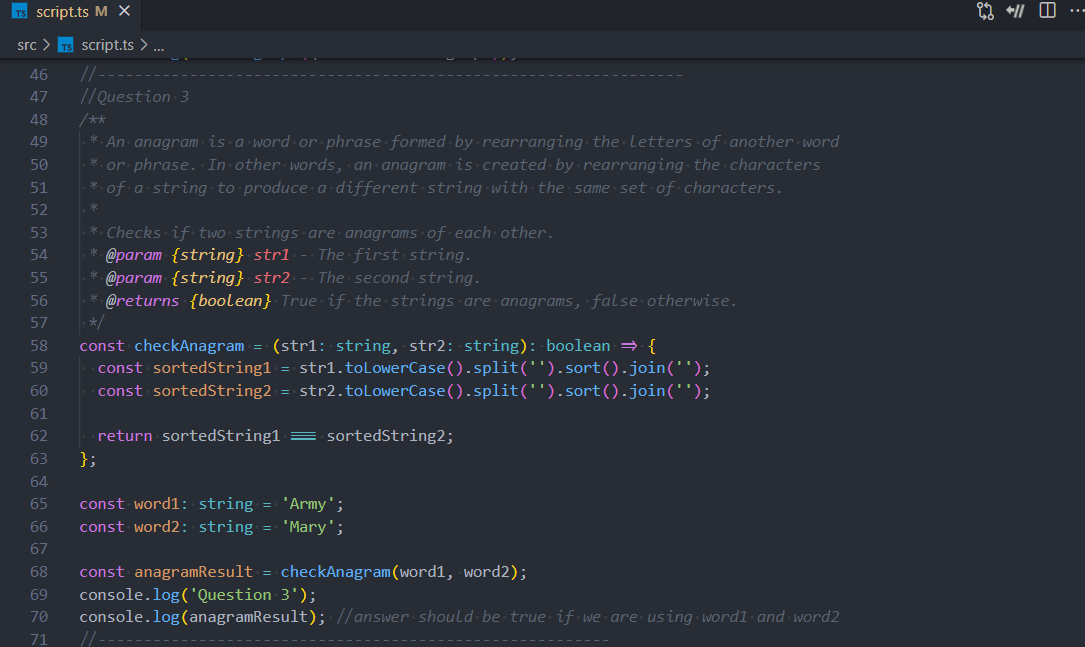 TS script.ts M ×
src > TS script.ts > ...
46 //----------------------------------------------------------------
47 //Question 3
48 /**
49 * An anagram is a word or phrase formed by rearranging the letters of another word
50 * or phrase. In other words, an anagram is created by rearranging the characters
51 * of a string to produce a different string with the same set of characters.
52 *
53 * Checks if two strings are anagrams of each other.
54 * @param {string} str1 - The first string.
55 * @param {string} str2 - The second string.
56 * @returns {boolean} True if the strings are anagrams, false otherwise.
57 */
58 const checkAnagram = (str1: string, str2: string): boolean => {
59 const sortedString1 = str1.toLowerCase().split('').sort().join('');
60 const sortedString2 = str2.toLowerCase().split('').sort().join('');
61
62 return sortedString1 === sortedString2;
63 };
64
65 const word1: string = 'Army';
66 const word2: string = 'Mary';
67
68 const anagramResult = checkAnagram(word1, word2);
69 console.log('Question 3');
70 console.log(anagramResult); //answer should be true if we are using word1 and word2
71 //--------------------------------------------------------